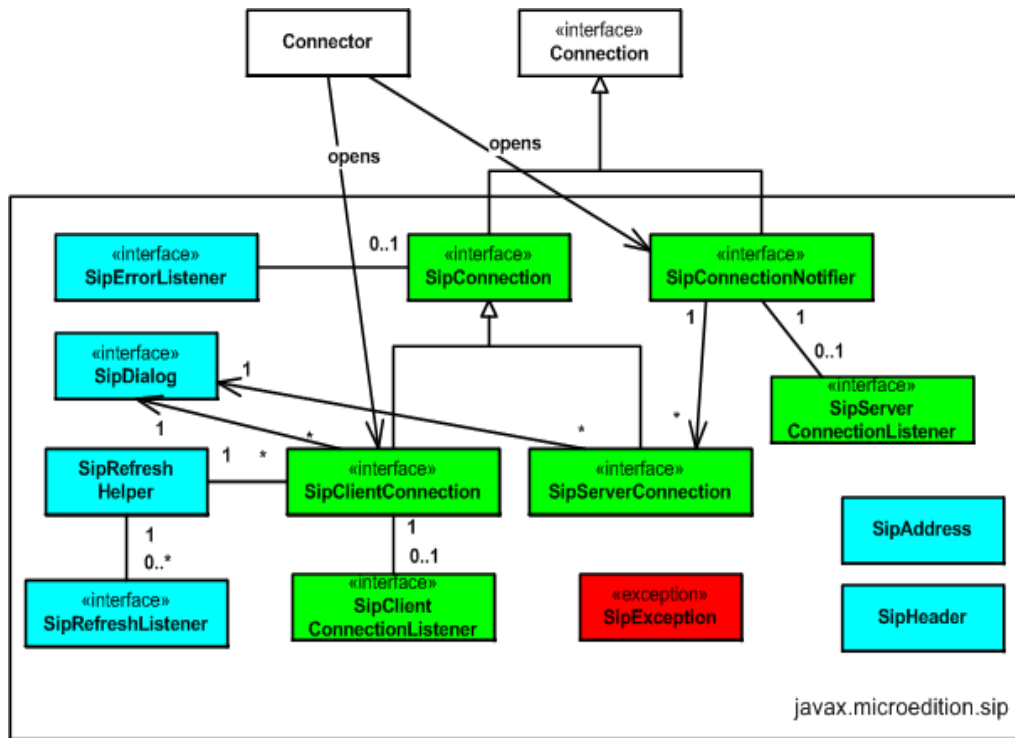 Connector
«interface»
Connection
opens
opens
«interface»
SipErrorListener
0..1
«interface»
SipConnection
«interface»
SipConnectionNotifier
1
1
0..1
«interface»
SipDialog
1
1
*
*
*
«interface»
SipServer
ConnectionListener
SipRefresh
Helper
1
*
«interface»
SipClientConnection
«interface»
SipServerConnection
1
0..*
1
0..1
SipAddress
«interface»
SipRefreshListener
«interface»
SipClient
ConnectionListener
«exception»
SipException
SipHeader
javax.microedition.sip